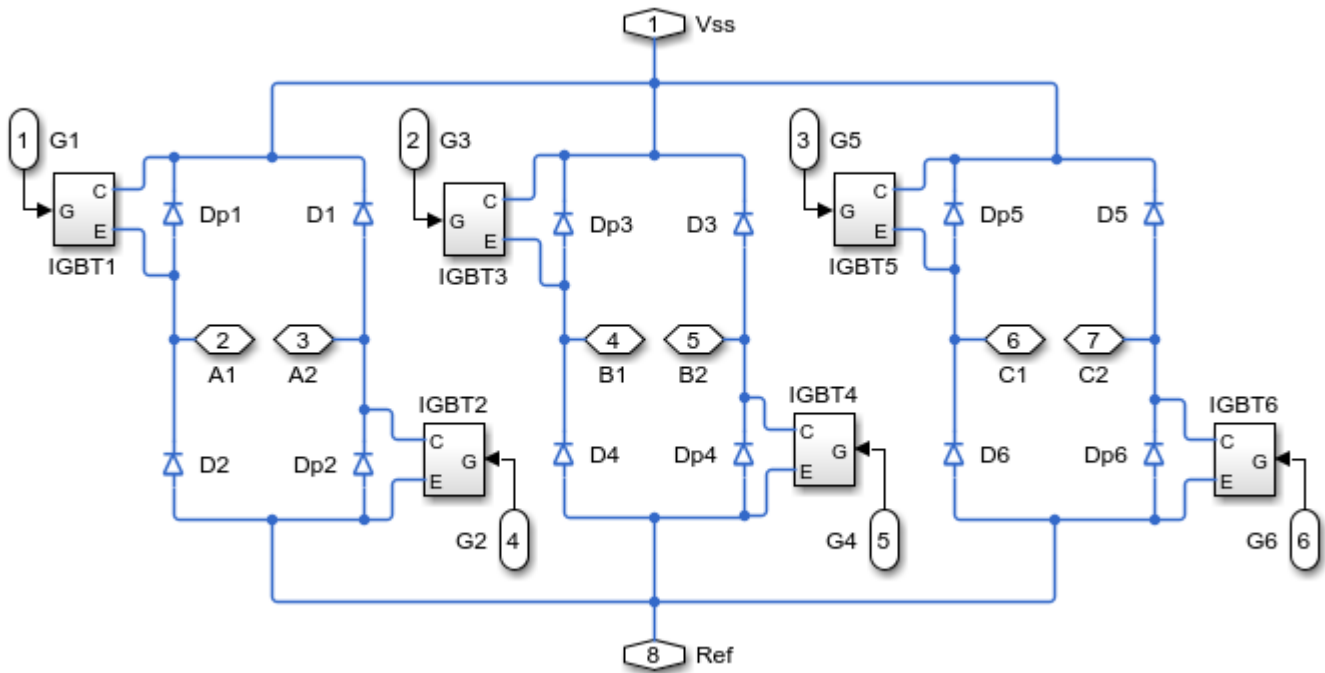 1 Vss
1 G1
2 G3
3 G5
C
G
E
IGBT1
Dp1
D1
C
G
E
IGBT3
Dp3
D3
C
G
E
IGBT5
Dp5
D5
2
A1
3
A2
4
B1
5
B2
6
C1
7
C2
IGBT2
C
G
E
IGBT4
C
G
E
IGBT6
C
G
E
D2
Dp2
D4
Dp4
D6
Dp6
G2 4
G4 5
G6 6
8 Ref